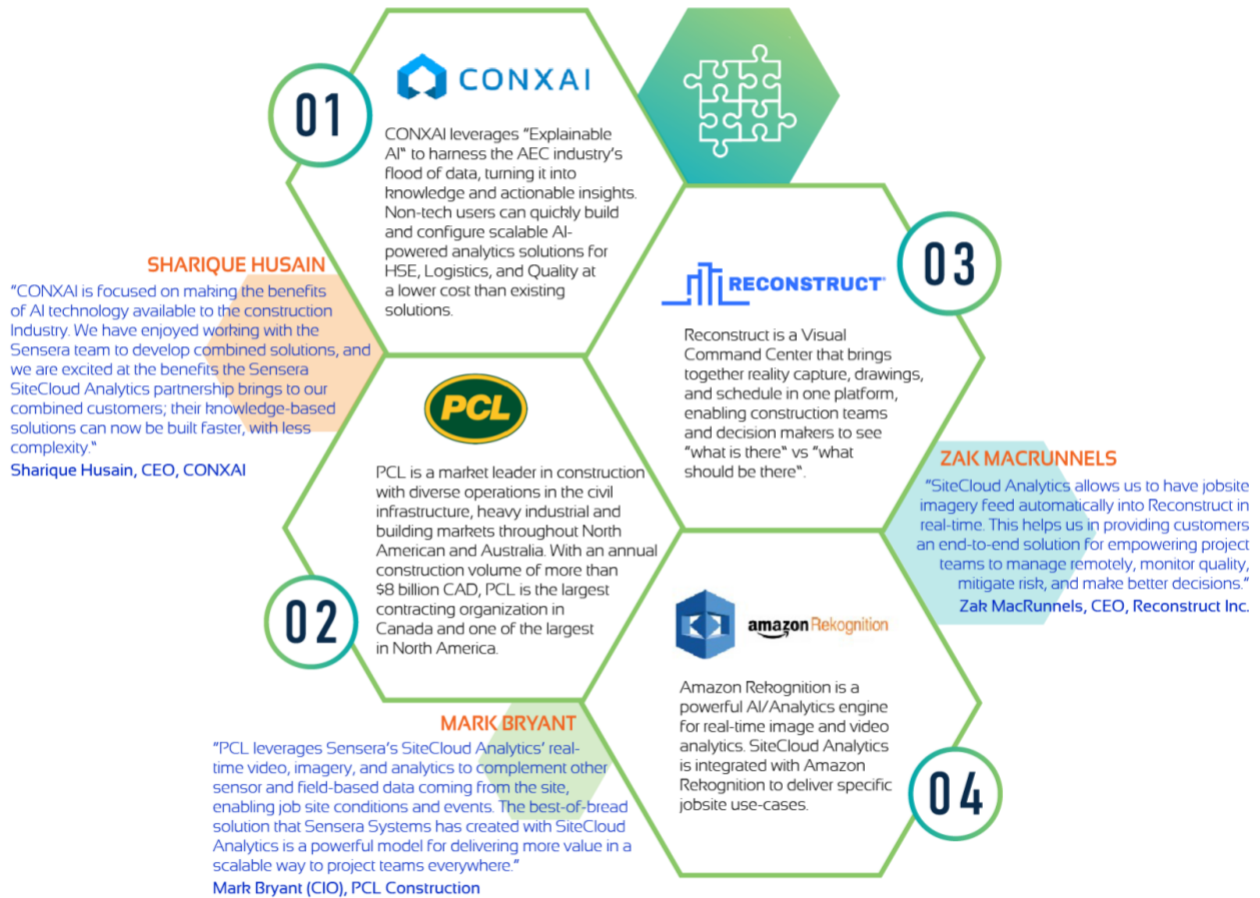 01
CONXAI
CONXAI leverages "Explainable
AI" to harness the AEC industry's
flood of data, turning it into
knowledge and actionable insights.
Non-tech users can quickly build
and configure scalable AI-
powered analytics solutions for
HSE, Logistics, and Quality at
a lower cost than existing
solutions.
SHARIQUE HUSAIN
"CONXAI is focused on making the benefits
of AI technology available to the construction
Industry. We have enjoyed working with the
Sensera team to develop combined solutions, and
we are excited at the benefits the Sensera
SiteCloud Analytics partnership brings to our
combined customers; their knowledge-based
solutions can now be built faster, with less
complexity."
Sharique Husain, CEO, CONXAI
02
PCL
PCL is a market leader in construction
with diverse operations in the civil
infrastructure, heavy industrial and
building markets throughout North
American and Australia. With an annual
construction volume of more than
$8 billion CAD, PCL is the largest
contracting organization in
Canada and one of the largest
in North America.
MARK BRYANT
"PCL leverages Sensera's SiteCloud Analytics' real-
time video, imagery, and analytics to complement other
sensor and field-based data coming from the site,
enabling job site conditions and events. The best-of-bread
solution that Sensera Systems has created with SiteCloud
Analytics is a powerful model for delivering more value in a
scalable way to project teams everywhere."
Mark Bryant (CIO), PCL Construction
03
RECONSTRUCT
Reconstruct is a Visual
Command Center that brings
together reality capture, drawings,
and schedule in one platform,
enabling construction teams
and decision makers to see
"what is there" vs "what
should be there".
ZAK MACRUNNELS
"SiteCloud Analytics allows us to have jobsite
imagery feed automatically into Reconstruct in
real-time. This helps us in providing customers
an end-to-end solution for empowering project
teams to manage remotely, monitor quality,
mitigate risk, and make better decisions."
Zak MacRunnels, CEO, Reconstruct Inc.
04
amazon Rekognition
Amazon Rekognition is a
powerful AI/Analytics engine
for real-time image and video
analytics. SiteCloud Analytics
is integrated with Amazon
Rekognition to deliver specific
jobsite use-cases.